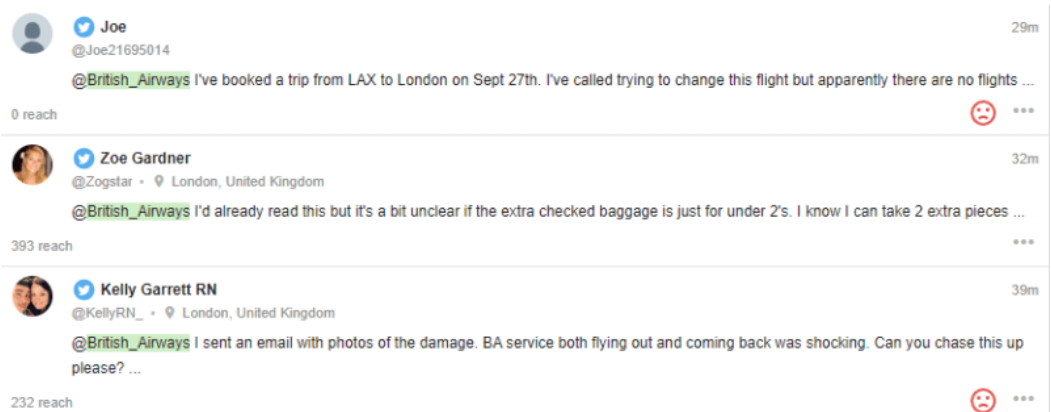 Joe
29m
@Joe21695014
@British_Airways I've booked a trip from LAX to London on Sept 27th. I've called trying to change this flight but apparently there are no flights ...
0 reach
Zoe Gardner
32m
@Zogstar • London, United Kingdom
@British_Airways I'd already read this but it's a bit unclear if the extra checked baggage is just for under 2's. I know I can take 2 extra pieces ...
393 reach
Kelly Garrett RN
39m
@KellyRN_ • London, United Kingdom
@British_Airways I sent an email with photos of the damage. BA service both flying out and coming back was shocking. Can you chase this up
please? ...
232 reach